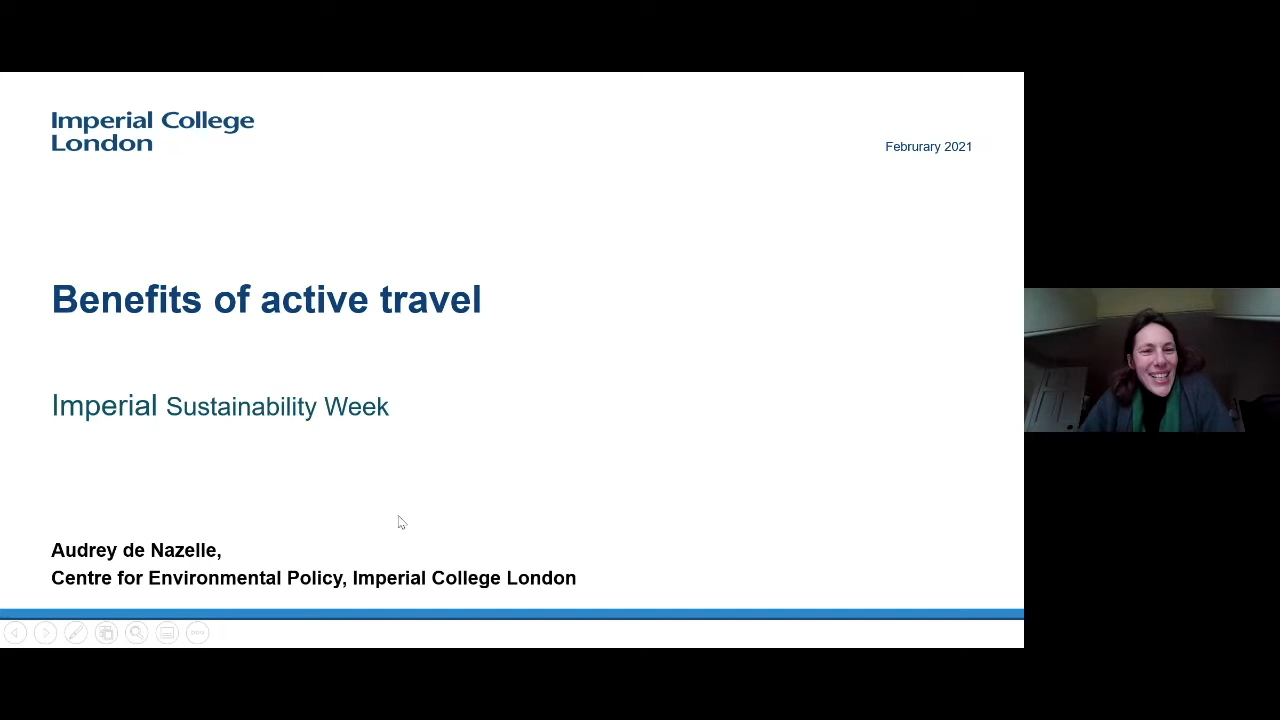 Imperial College
London
Februrary 2021
Benefits of active travel
Imperial Sustainability Week
Audrey de Nazelle,
Centre for Environmental Policy, Imperial College London